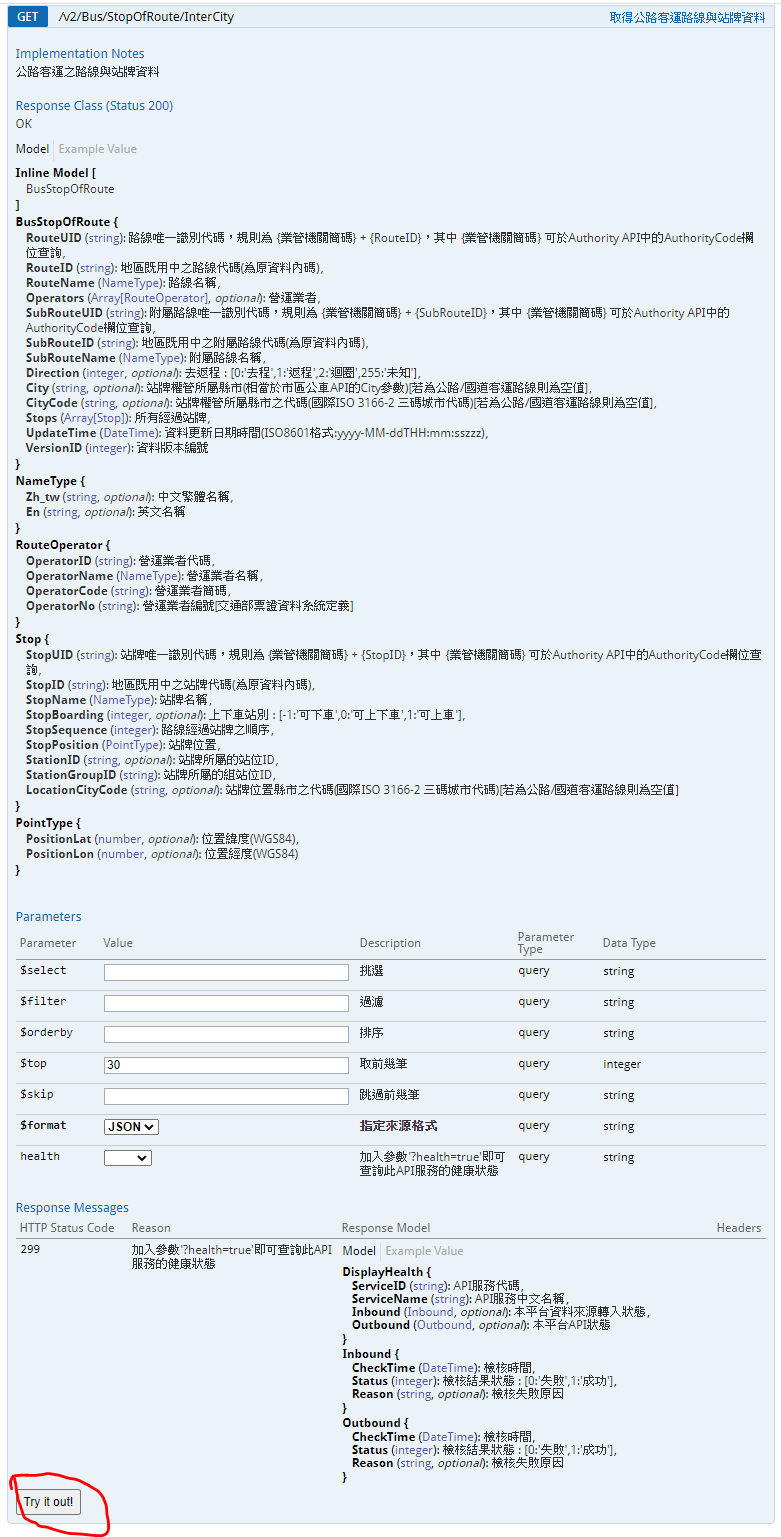 GET /v2/Bus/StopOfRoute/InterCity 取得公路客運路線與站牌資料
Implementation Notes
公路客運之路線與站牌資料
Response Class (Status 200)
OK
Model Example Value
Inline Model [
BusStopOfRoute
]
BusStopOfRoute {
RouteUID (string): 路線唯一識別代碼，規則為 {業管機關簡碼} + {RouteID}，其中 {業管機關簡碼} 可於Authority API中的AuthorityCode欄
位查詢,
RouteID (string): 地區既用中之路線代碼(為原資料內碼),
RouteName (NameType): 路線名稱,
Operators (Array[RouteOperator], optional): 營運業者,
SubRouteUID (string): 附屬路線唯一識別代碼，規則為 {業管機關簡碼} + {SubRouteID}，其中 {業管機關簡碼} 可於Authority API中的
AuthorityCode欄位查詢,
SubRouteID (string): 地區既用中之附屬路線代碼(為原資料內碼),
SubRouteName (NameType): 附屬路線名稱,
Direction (integer, optional): 去返程 : [0:'去程',1:'返程',2:'迴圈',255:'未知'],
City (string, optional): 站牌權管所屬縣市(相當於市區公車API的City參數)[若為公路/國道客運路線則為空值],
CityCode (string, optional): 站牌權管所屬縣市之代碼(國際ISO 3166-2 三碼城市代碼)[若為公路/國道客運路線則為空值],
Stops (Array[Stop]): 所有經過站牌,
UpdateTime (DateTime): 資料更新日期時間(ISO8601格式:yyyy-MM-ddTHH:mm:sszzz),
VersionID (integer): 資料版本編號
}
NameType {
Zh_tw (string, optional): 中文繁體名稱,
En (string, optional): 英文名稱
}
RouteOperator {
OperatorID (string): 營運業者代碼,
OperatorName (NameType): 營運業者名稱,
OperatorCode (string): 營運業者簡碼,
OperatorNo (string): 營運業者編號[交通部票證資料系統定義]
}
Stop {
StopUID (string): 站牌唯一識別代碼，規則為 {業管機關簡碼} + {StopID}，其中 {業管機關簡碼} 可於Authority API中的AuthorityCode欄位查
詢,
StopID (string): 地區既用中之站牌代碼(為原資料內碼),
StopName (NameType): 站牌名稱,
StopBoarding (integer, optional): 上下車站別 : [-1:'可下車',0:'可上下車',1:'可上車'],
StopSequence (integer): 路線經過站牌之順序,
StopPosition (PointType): 站牌位置,
StationID (string, optional): 站牌所屬的站位ID,
StationGroupID (string): 站牌所屬的組站位ID,
LocationCityCode (string, optional): 站牌位置縣市之代碼(國際ISO 3166-2 三碼城市代碼)[若為公路/國道客運路線則為空值]
}
PointType {
PositionLat (number, optional): 位置緯度(WGS84),
PositionLon (number, optional): 位置經度(WGS84)
}
Parameters
Parameter Value Description Parameter Type Data Type
$select 挑選 query string
$filter 過濾 query string
$orderby 排序 query string
$top 30 取前幾筆 query integer
$skip 跳過前幾筆 query string
$format JSON 指定來源格式 query string
health 加入參數'?health=true'即可 query string
查詢此API服務的健康狀態
Response Messages
HTTP Status Code Reason Response Model Headers
299 加入參數'?health=true'即可查詢此API Model Example Value
服務的健康狀態
DisplayHealth {
ServiceID (string): API服務代碼,
ServiceName (string): API服務中文名稱,
Inbound (Inbound, optional): 本平台資料來源轉入狀態,
Outbound (Outbound, optional): 本平台API狀態
}
Inbound {
CheckTime (DateTime): 檢核時間,
Status (integer): 檢核結果狀態 : [0:'失敗',1:'成功'],
Reason (string, optional): 檢核失敗原因
}
Outbound {
CheckTime (DateTime): 檢核時間,
Status (integer): 檢核結果狀態 : [0:'失敗',1:'成功'],
Reason (string, optional): 檢核失敗原因
}
Try it out!